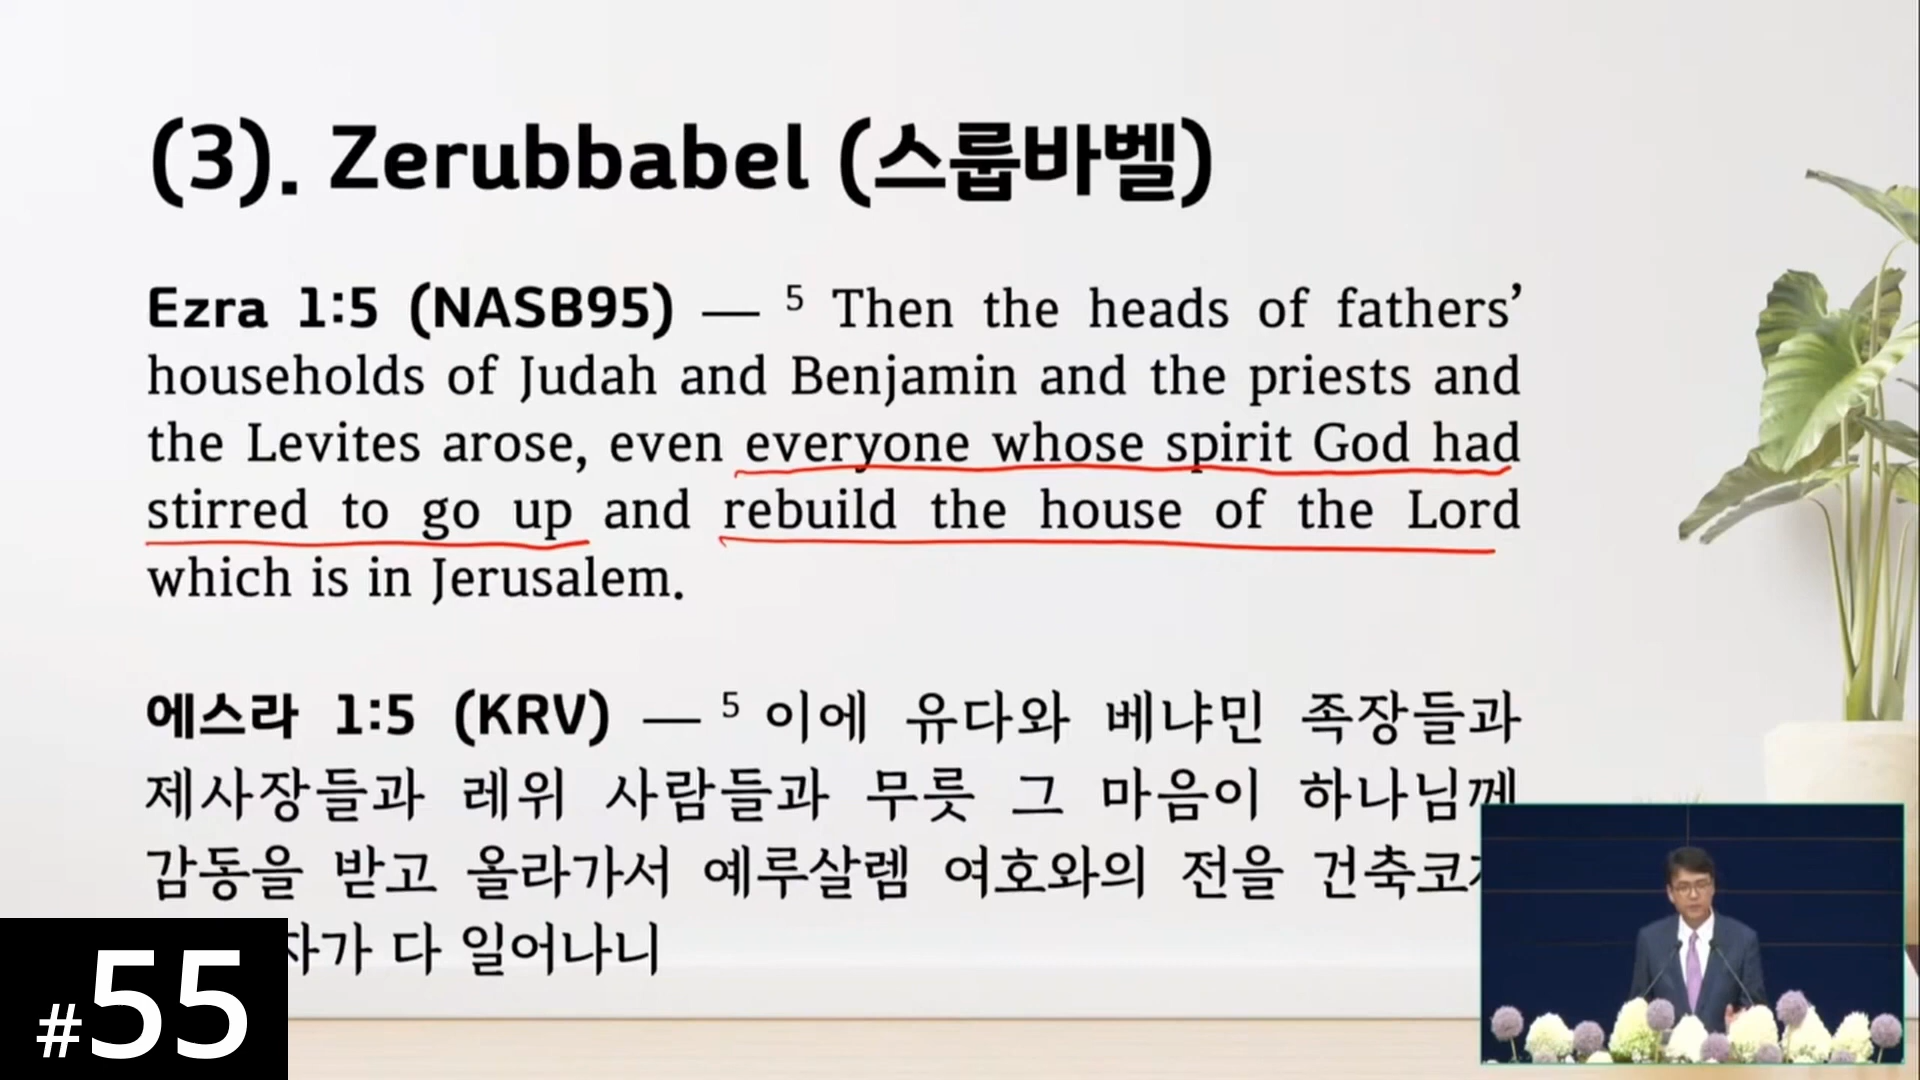 (3). Zerubbabel (스룹바벨)
Ezra 1:5 (NASB95) — ⁵ Then the heads of fathers’
households of Judah and Benjamin and the priests and
the Levites arose, even everyone whose spirit God had
stirred to go up and rebuild the house of the Lord
which is in Jerusalem.
에스라 1:5 (KRV) — ⁵ 이에 유다와 베냐민 족장들과
제사장들과 레위 사람들과 무릇 그 마음이 하나님께
감동을 받고 올라가서 예루살렘 여호와의 전을
다 일어나니
#55